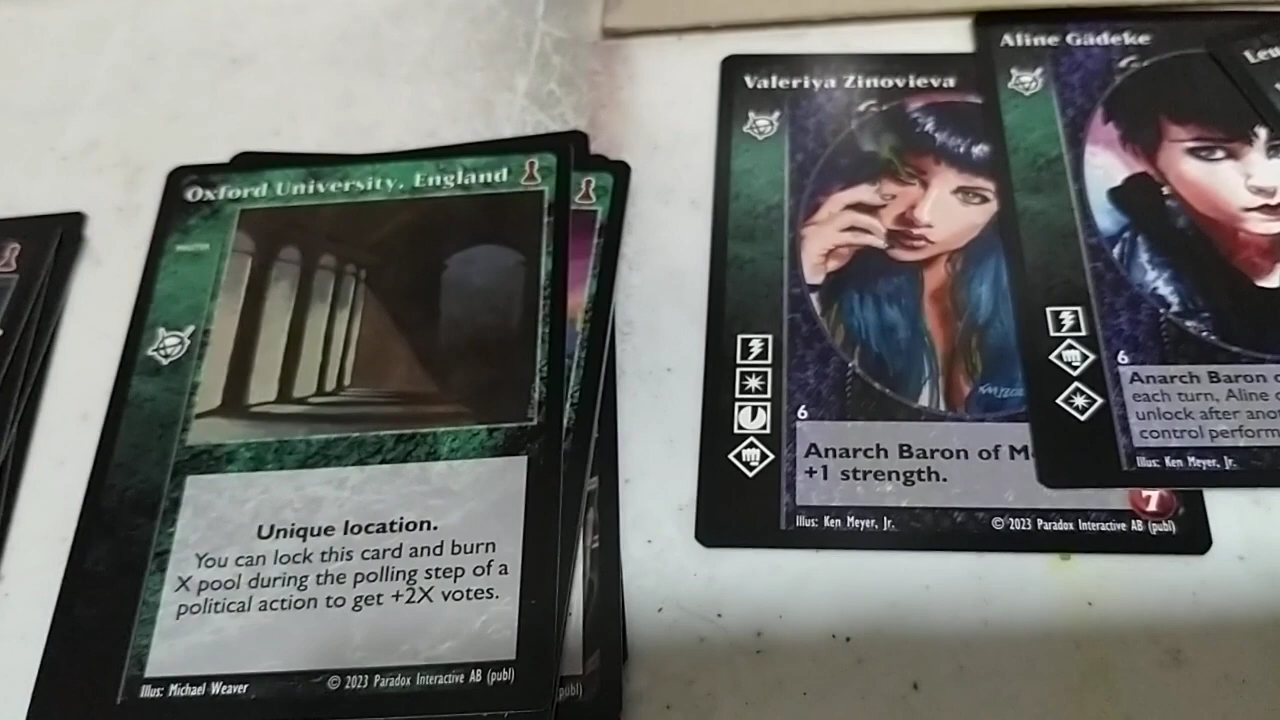 Oxford University, England
MASTER
Unique location.
You can lock this card and burn
X pool during the polling step of a
political action to get +2X votes.
Illus: Michael Weaver
© 2023 Paradox Interactive AB (publ)
publ)
Valeriya Zinovieva
6
Anarch Baron of M
+1 strength.
7
Illus: Ken Meyer, Jr.
© 2023 Paradox Interactive AB (publ)
Aline Gädeke
6
Anarch Baron
each turn, Aline
unlock after
control perform
Illus: Ken Meyer, Jr.